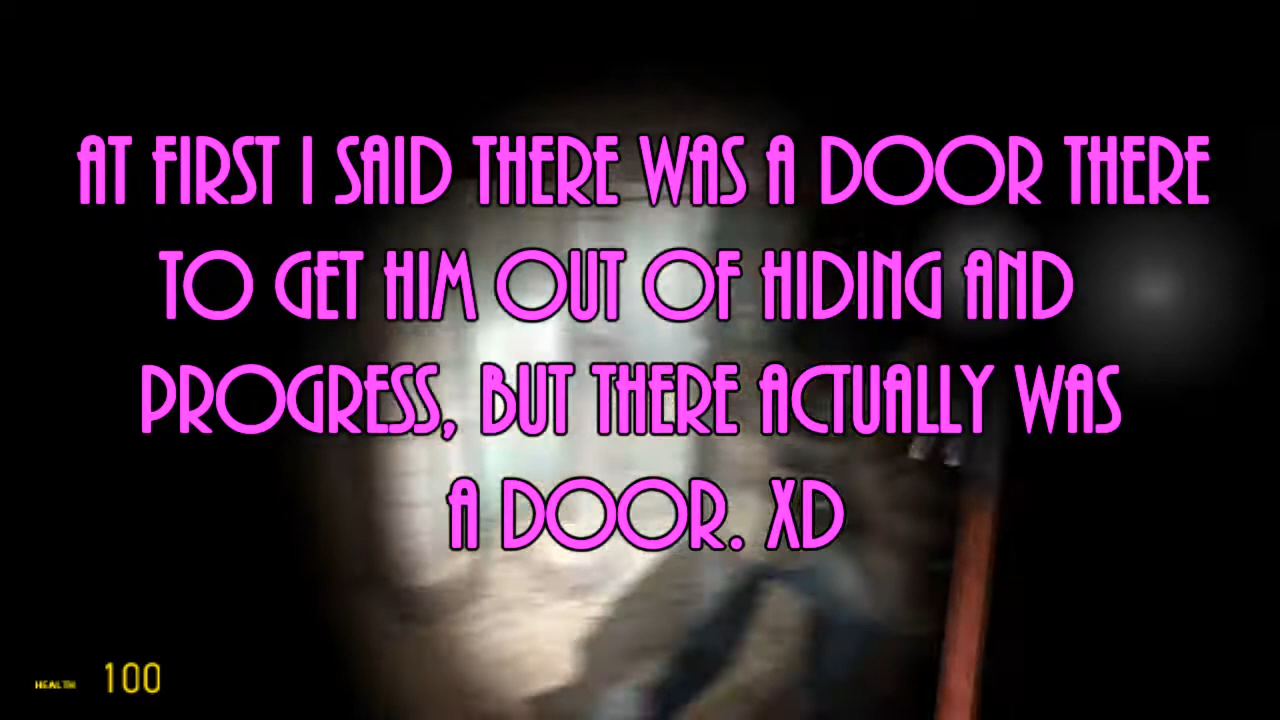 AT FIRST I SAID THERE WAS A DOOR THERE
TO GET HIM OUT OF HIDING AND
PROGRESS, BUT THERE ACTUALLY WAS
A DOOR. XD
HEALTH 100